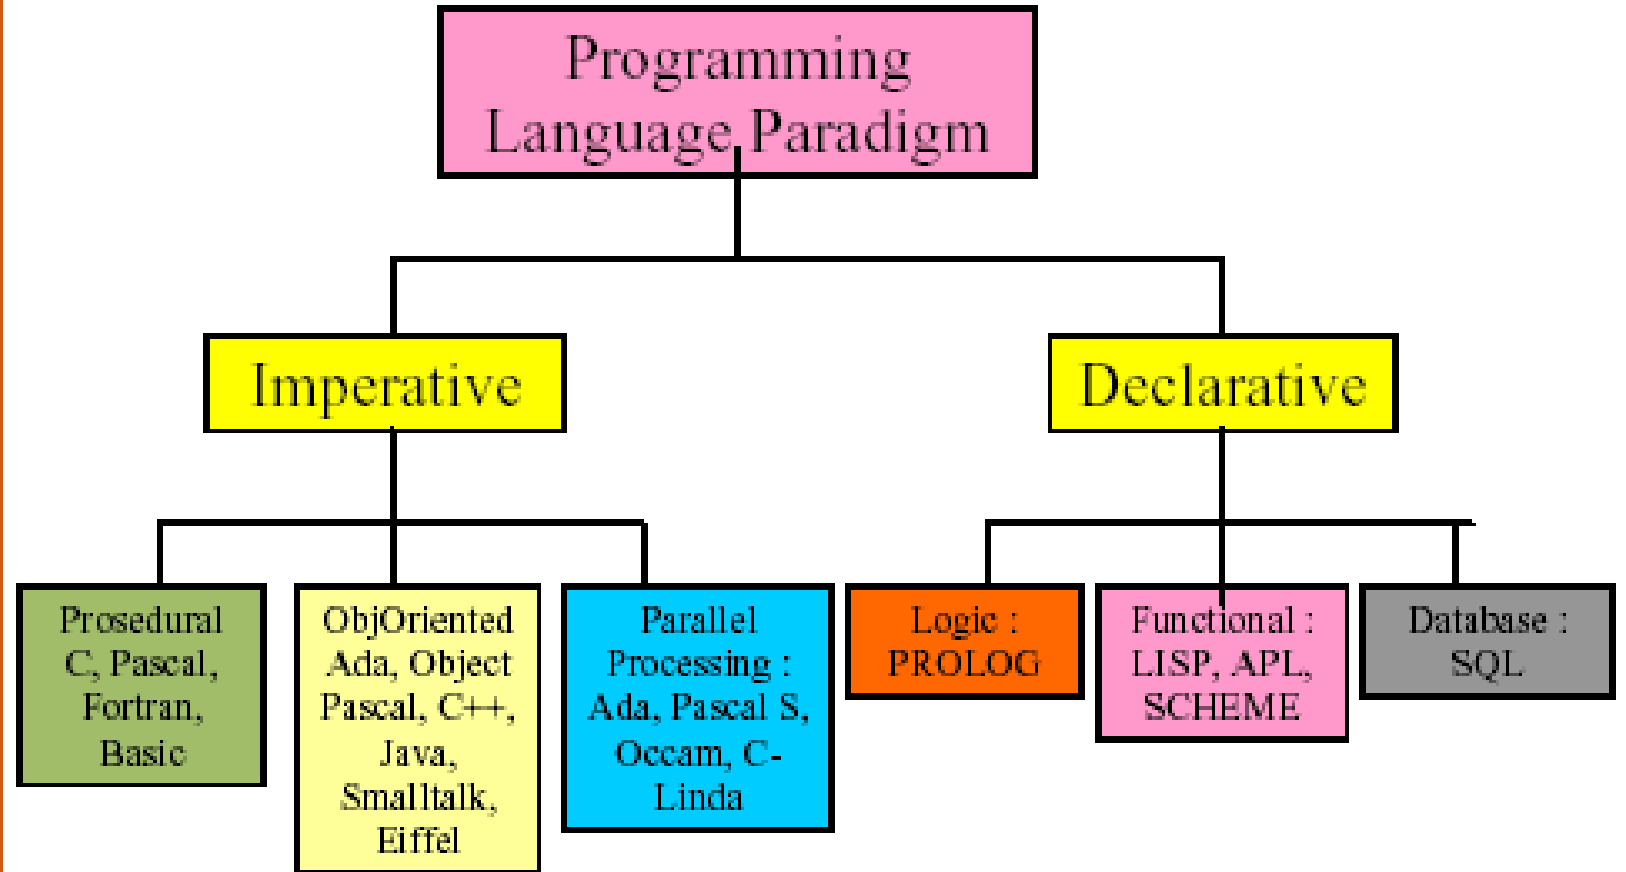 Programming
Language Paradigm
Imperative
Declarative
Prosedural
C, Pascal,
Fortran,
Basic
ObjOriented
Ada, Object
Pascal, C++,
Java,
Smalltalk,
Eiffel
Parallel
Processing :
Ada, Pascal S,
Occam, C-
Linda
Logic :
PROLOG
Functional :
LISP, APL,
SCHEME
Database :
SQL